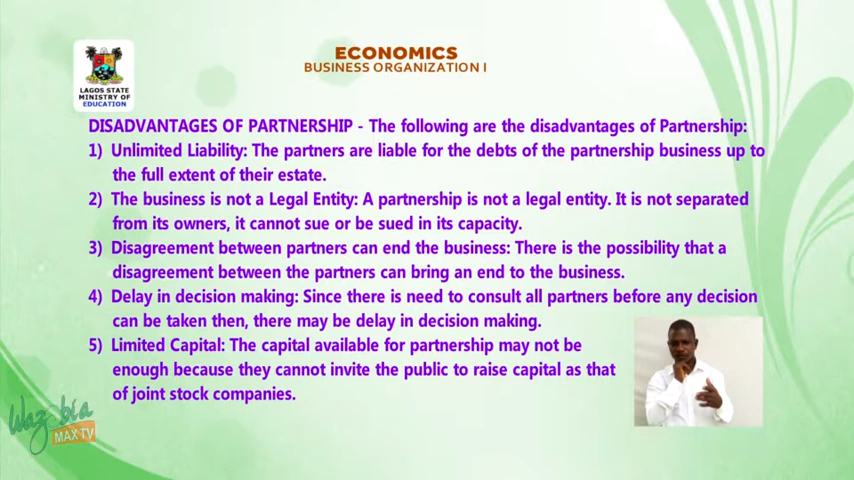 ECONOMICS
BUSINESS ORGANIZATION I
LAGOS STATE
MINISTRY OF
EDUCATION
DISADVANTAGES OF PARTNERSHIP - The following are the disadvantages of Partnership:
1) Unlimited Liability: The partners are liable for the debts of the partnership business up to
the full extent of their estate.
2) The business is not a Legal Entity: A partnership is not a legal entity. It is not separated
from its owners, it cannot sue or be sued in its capacity.
3) Disagreement between partners can end the business: There is the possibility that a
disagreement between the partners can bring an end to the business.
4) Delay in decision making: Since there is need to consult all partners before any decision
can be taken then, there may be delay in decision making.
5) Limited Capital: The capital available for partnership may not be
enough because they cannot invite the public to raise capital as that
of joint stock companies.
Wazobia
MAX TV